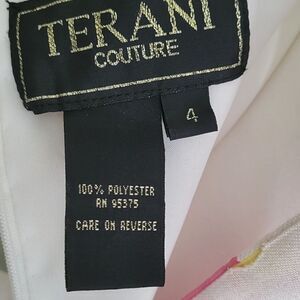 TERANI
COUTURE
4
100% POLYESTER
RN 95375
CARE ON REVERSE